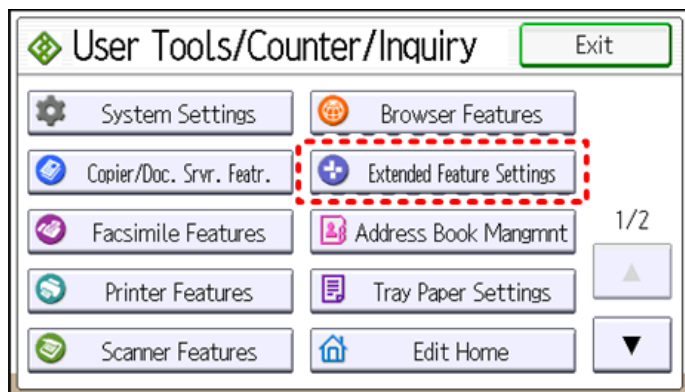 User Tools/Counter/Inquiry
Exit
System Settings
Browser Features
Copier/Doc. Srvr. Featr.
Extended Feature Settings
Facsimile Features
Address Book Mangmnt
1/2
Printer Features
Tray Paper Settings
Scanner Features
Edit Home